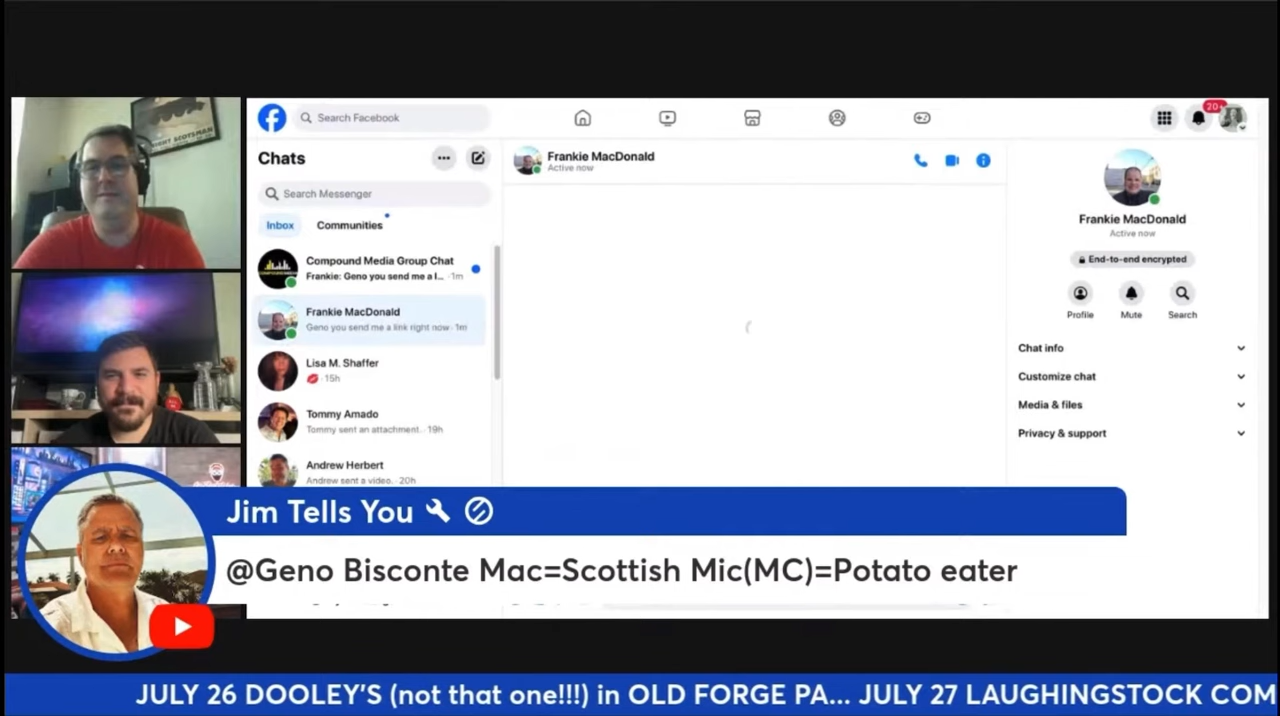 IGHT SCOTSMAN
Search Facebook
20+
Chats
Search Messenger
Inbox
Communities
Compound Media Group Chat
Frankie: Geno you send me a l... · 1m
Frankie MacDonald
Geno you send me a link right now · 1m
Lisa M. Shaffer
💋 · 15h
Tommy Amado
Tommy sent an attachment. · 19h
Andrew Herbert
Andrew sent a video. · 20h
Frankie MacDonald
Active now
Frankie MacDonald
Active now
End-to-end encrypted
Profile
Mute
Search
Chat info
Customize chat
Media & files
Privacy & support
Jim Tells You
@Geno Bisconte Mac=Scottish Mic(MC)=Potato eater
JULY 26 DOOLEY'S (not that one!!!) in OLD FORGE PA... JULY 27 LAUGHINGSTOCK COM